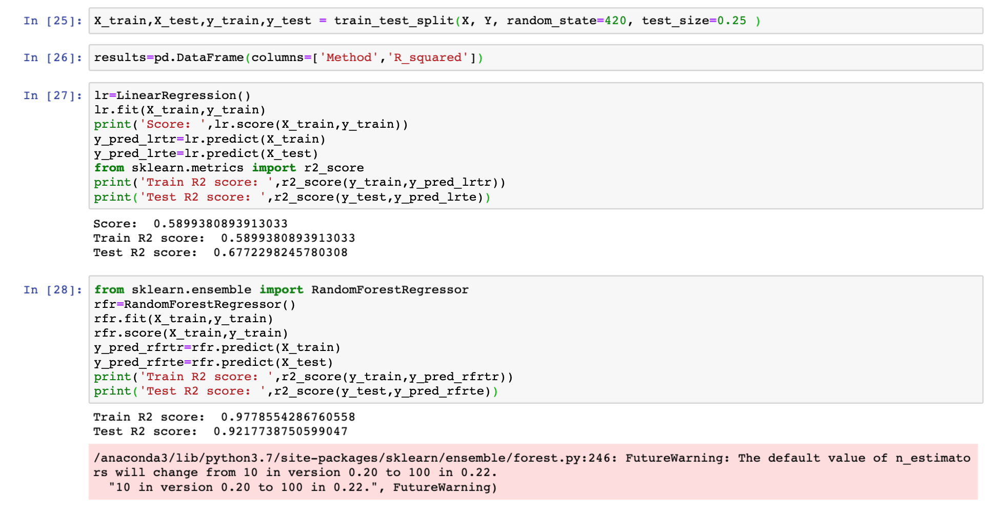 In [25]: X_train,X_test,y_train,y_test = train_test_split(X, Y, random_state=420, test_size=0.25 )
In [26]: results=pd.DataFrame(columns=['Method','R_squared'])
In [27]: lr=LinearRegression()
lr.fit(X_train,y_train)
print('Score: ',lr.score(X_train,y_train))
y_pred_lrtr=lr.predict(X_train)
y_pred_lrte=lr.predict(X_test)
from sklearn.metrics import r2_score
print('Train R2 score: ',r2_score(y_train,y_pred_lrtr))
print('Test R2 score: ',r2_score(y_test,y_pred_lrte))
Score:  0.5899380893913033
Train R2 score:  0.5899380893913033
Test R2 score:  0.6772298245780308
In [28]: from sklearn.ensemble import RandomForestRegressor
rfr=RandomForestRegressor()
rfr.fit(X_train,y_train)
rfr.score(X_train,y_train)
y_pred_rfrtr=rfr.predict(X_train)
y_pred_rfrte=rfr.predict(X_test)
print('Train R2 score: ',r2_score(y_train,y_pred_rfrtr))
print('Test R2 score: ',r2_score(y_test,y_pred_rfrte))
Train R2 score:  0.9778554286760558
Test R2 score:  0.9217738750599047
/anaconda3/lib/python3.7/site-packages/sklearn/ensemble/forest.py:246: FutureWarning: The default value of n_estimato
rs will change from 10 in version 0.20 to 100 in 0.22.
"10 in version 0.20 to 100 in 0.22.", FutureWarning)